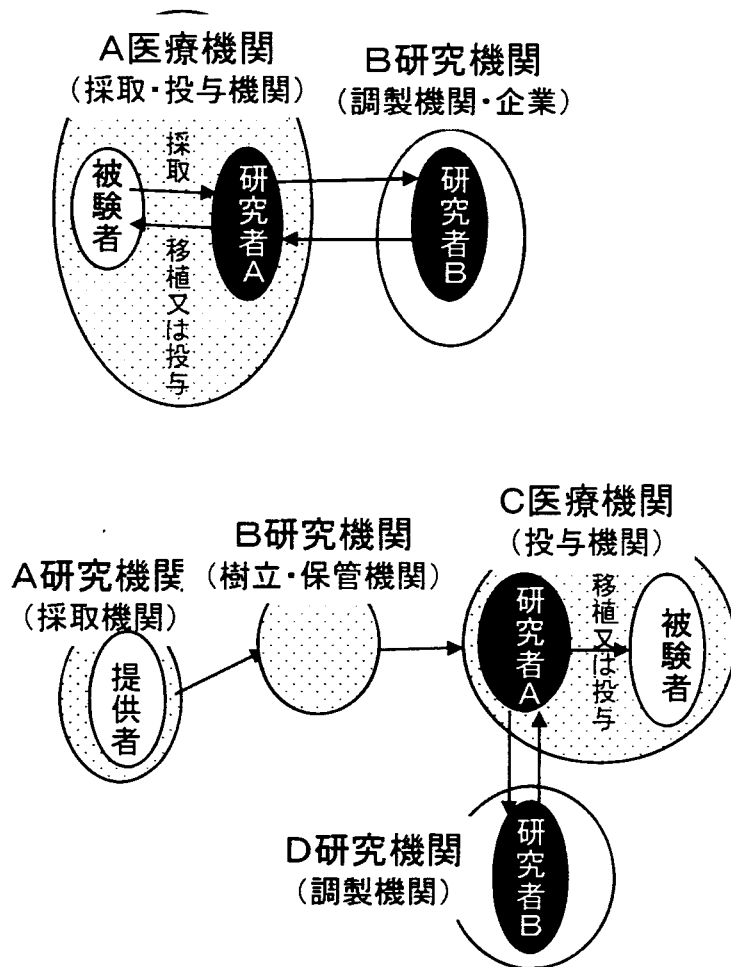 A医療機関
(採取・投与機関)
B研究機関
(調製機関・企業)
採取
被験者
研究者A
研究者B
移植又は投与
C医療機関
(投与機関)
B研究機関
(樹立・保管機関)
A研究機関
(採取機関)
提供者
研究者A
移植又は投与
被験者
D研究機関
(調製機関)
研究者B